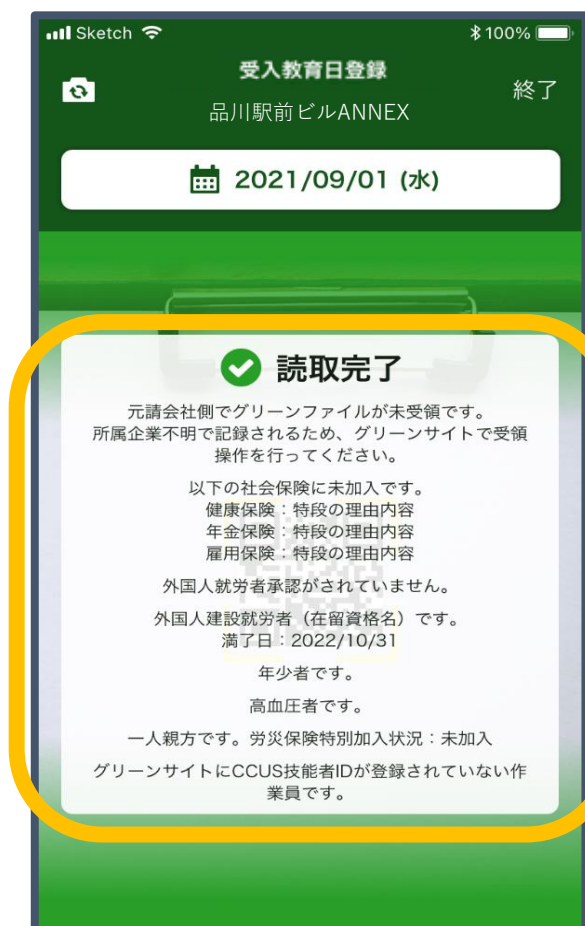 Sketch 100%
受入教育日登録
品川駅前ビルANNEX
終了
2021/09/01 (水)
読取完了
元請会社側でグリーンファイルが未受領です。
所属企業不明で記録されるため、グリーンサイトで受領
操作を行ってください。
以下の社会保険に未加入です。
健康保険：特段の理由内容
年金保険：特段の理由内容
雇用保険：特段の理由内容
外国人就労者承認がされていません。
外国人建設就労者（在留資格名）です。
満了日：2022/10/31
年少者です。
高血圧者です。
一人親方です。労災保険特別加入状況：未加入
グリーンサイトにCCUS技能者IDが登録されていない作
業員です。